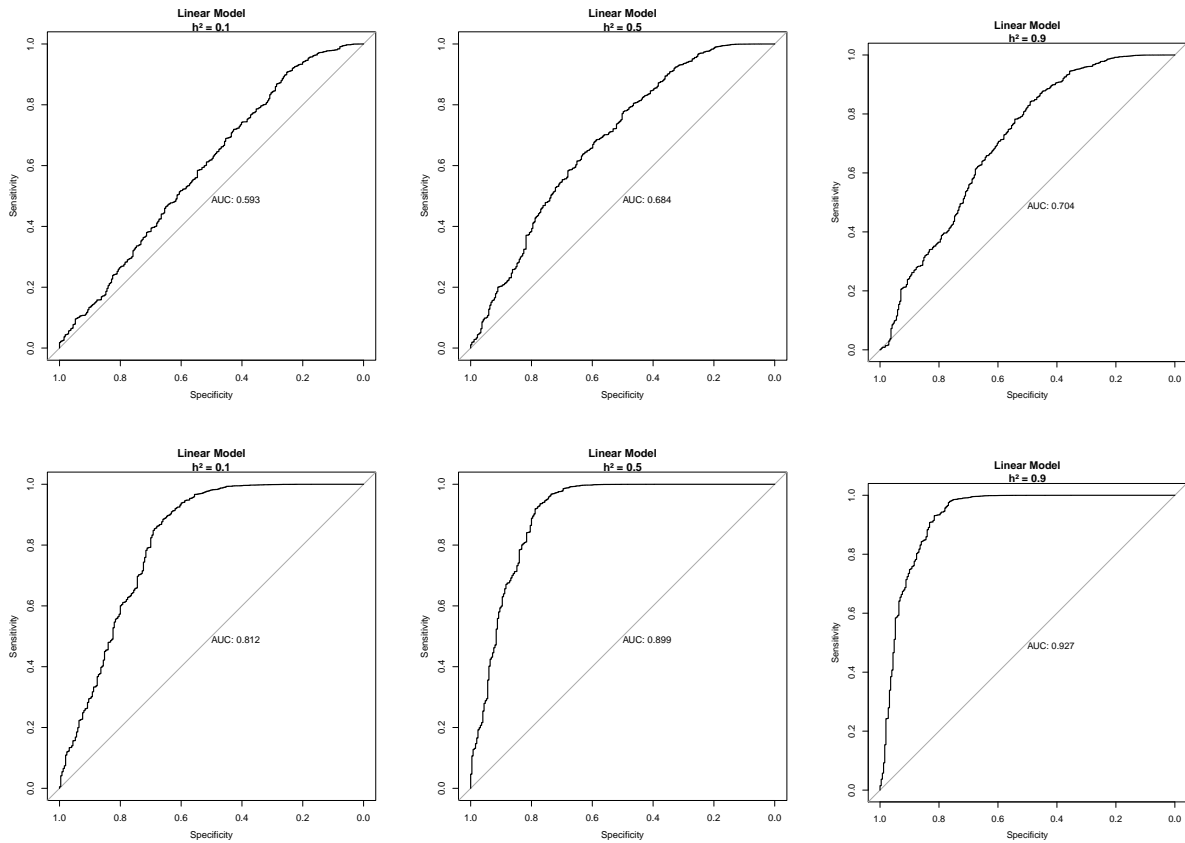 Linear Model
h² = 0.1
1.0
0.8
0.6
0.4
0.2
0.0
Sensitivity
AUC: 0.593
1.0 0.8 0.6 0.4 0.2 0.0
Specificity
Linear Model
h² = 0.5
1.0
0.8
0.6
0.4
0.2
0.0
Sensitivity
AUC: 0.684
1.0 0.8 0.6 0.4 0.2 0.0
Specificity
Linear Model
h² = 0.9
1.0
0.8
0.6
0.4
0.2
0.0
Sensitivity
AUC: 0.704
1.0 0.8 0.6 0.4 0.2 0.0
Specificity
Linear Model
h² = 0.1
1.0
0.8
0.6
0.4
0.2
0.0
Sensitivity
AUC: 0.812
1.0 0.8 0.6 0.4 0.2 0.0
Specificity
Linear Model
h² = 0.5
1.0
0.8
0.6
0.4
0.2
0.0
Sensitivity
AUC: 0.899
1.0 0.8 0.6 0.4 0.2 0.0
Specificity
Linear Model
h² = 0.9
1.0
0.8
0.6
0.4
0.2
0.0
Sensitivity
AUC: 0.927
1.0 0.8 0.6 0.4 0.2 0.0
Specificity